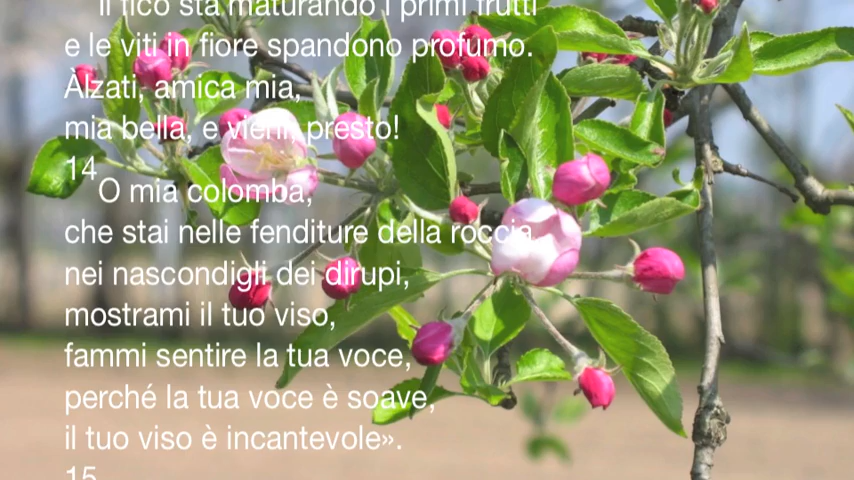 Il fico sta maturando i primi frutti
e le viti in fiore spandono profumo.
Àlzati, amica mia,
mia bella, e vieni, presto!
14
O mia colomba,
che stai nelle fenditure della roccia,
nei nascondigli dei dirupi,
mostrami il tuo viso,
fammi sentire la tua voce,
perché la tua voce è soave,
il tuo viso è incantevole».
15